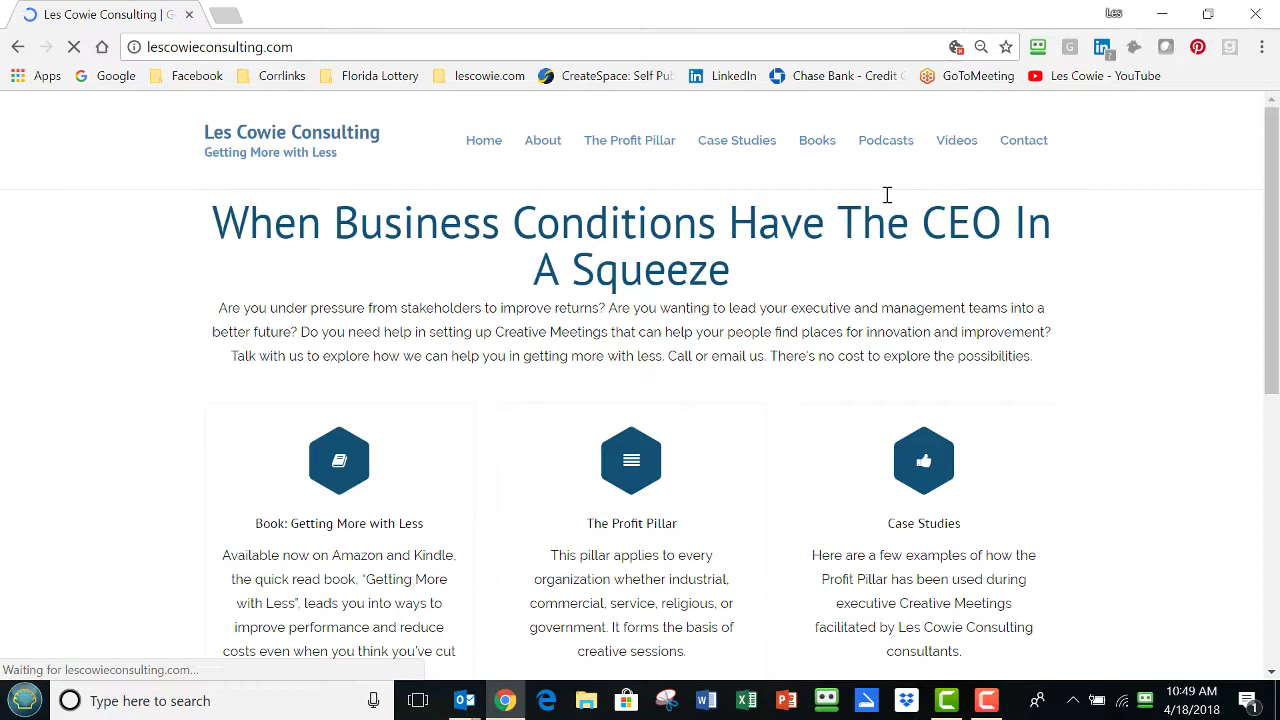 Les Cowie Consulting | G
Les
lescowieconsulting.com
7
Apps
Google
Facebook
Corrlinks
Florida Lottery
lescowie.com
CreateSpace: Self Pu
LinkedIn
Chase Bank - Credit C
GoToMeeting
Les Cowie - YouTube
Les Cowie Consulting
Getting More with Less
Home
About
The Profit Pillar
Case Studies
Books
Podcasts
Videos
Contact
When Business Conditions Have The CEO In
A Squeeze
Are you under pressure from stakeholders to improve returns? Are you wanting to lead your executive and management teams into a
better future? Do you need help in setting up Creative Meetings that can help your people find places for innovation and improvement?
Talk with us to explore how we can help you in getting more with less. Call or email us. There's no cost to explore the possibilities.
Book: Getting More with Less
Available now on Amazon and Kindle,
the quick read book, "Getting More
with Less", leads you into ways to
improve performance and reduce
costs even when you think you've cut
The Profit Pillar
This pillar applies to every
organization whether industrial,
commercial, service, religious, or
government. It forms the basis of
creative sessions.
Case Studies
Here are a few examples of how the
Profit Pillar has been used during
executive Creative Meetings
facilitated by Les Cowie Consulting
consultants.
Waiting for lescowieconsulting.com...
Type here to search
10:49 AM
4/18/2018
1